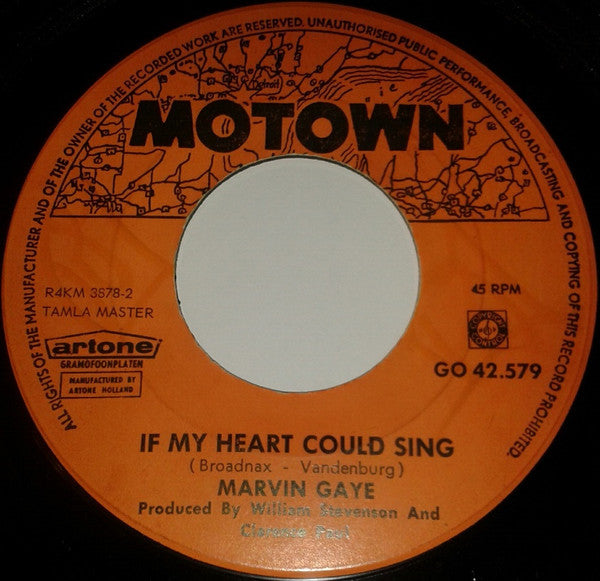 ALL RIGHTS OF THE MANUFACTURER AND OF THE OWNER OF THE RECORDED WORK ARE RESERVED. UNAUTHORISED PUBLIC PERFORMANCE, BROADCASTING AND COPYING OF THIS RECORD PROHIBITED.
Detroit
MOTOWN
R4KM 3878-2
TAMLA MASTER
45 RPM
artone
GRAMOFOONPLATEN
MANUFACTURED BY
ARTONE HOLLAND
GO 42.579
IF MY HEART COULD SING
(Broadnax - Vandenburg)
MARVIN GAYE
Produced By William Stevenson And
Clarence Paul